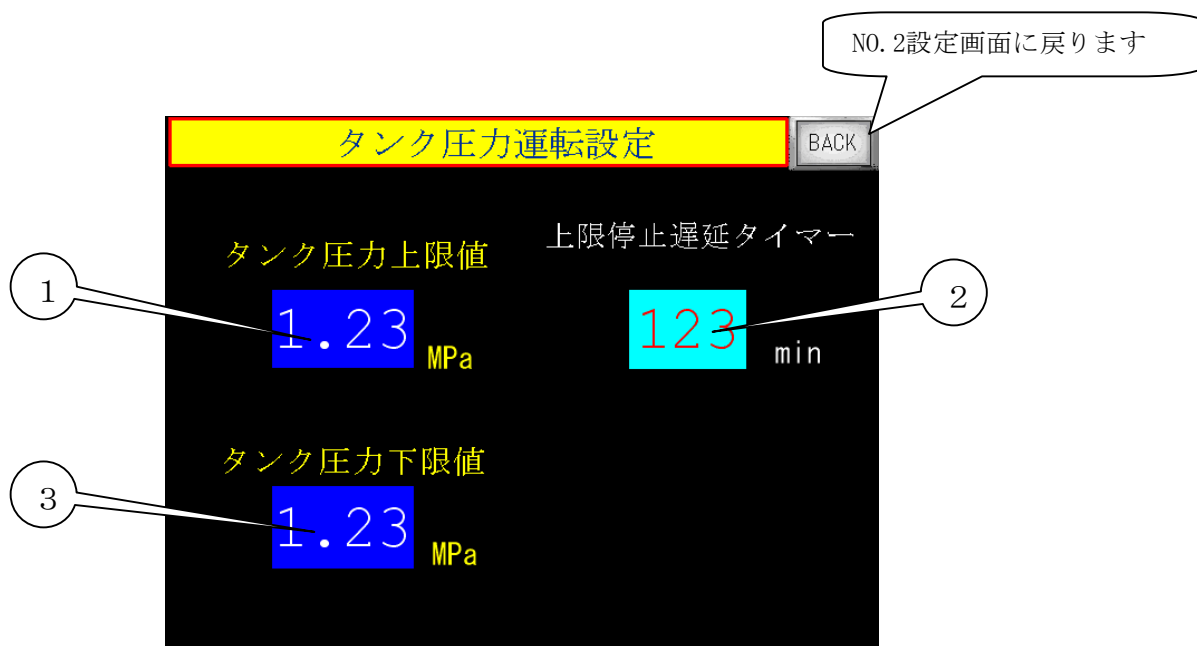 NO.2設定画面に戻ります
タンク圧力運転設定
BACK
タンク圧力上限値
上限停止遅延タイマー
1
1.23
MPa
123
min
2
タンク圧力下限値
3
1.23
MPa